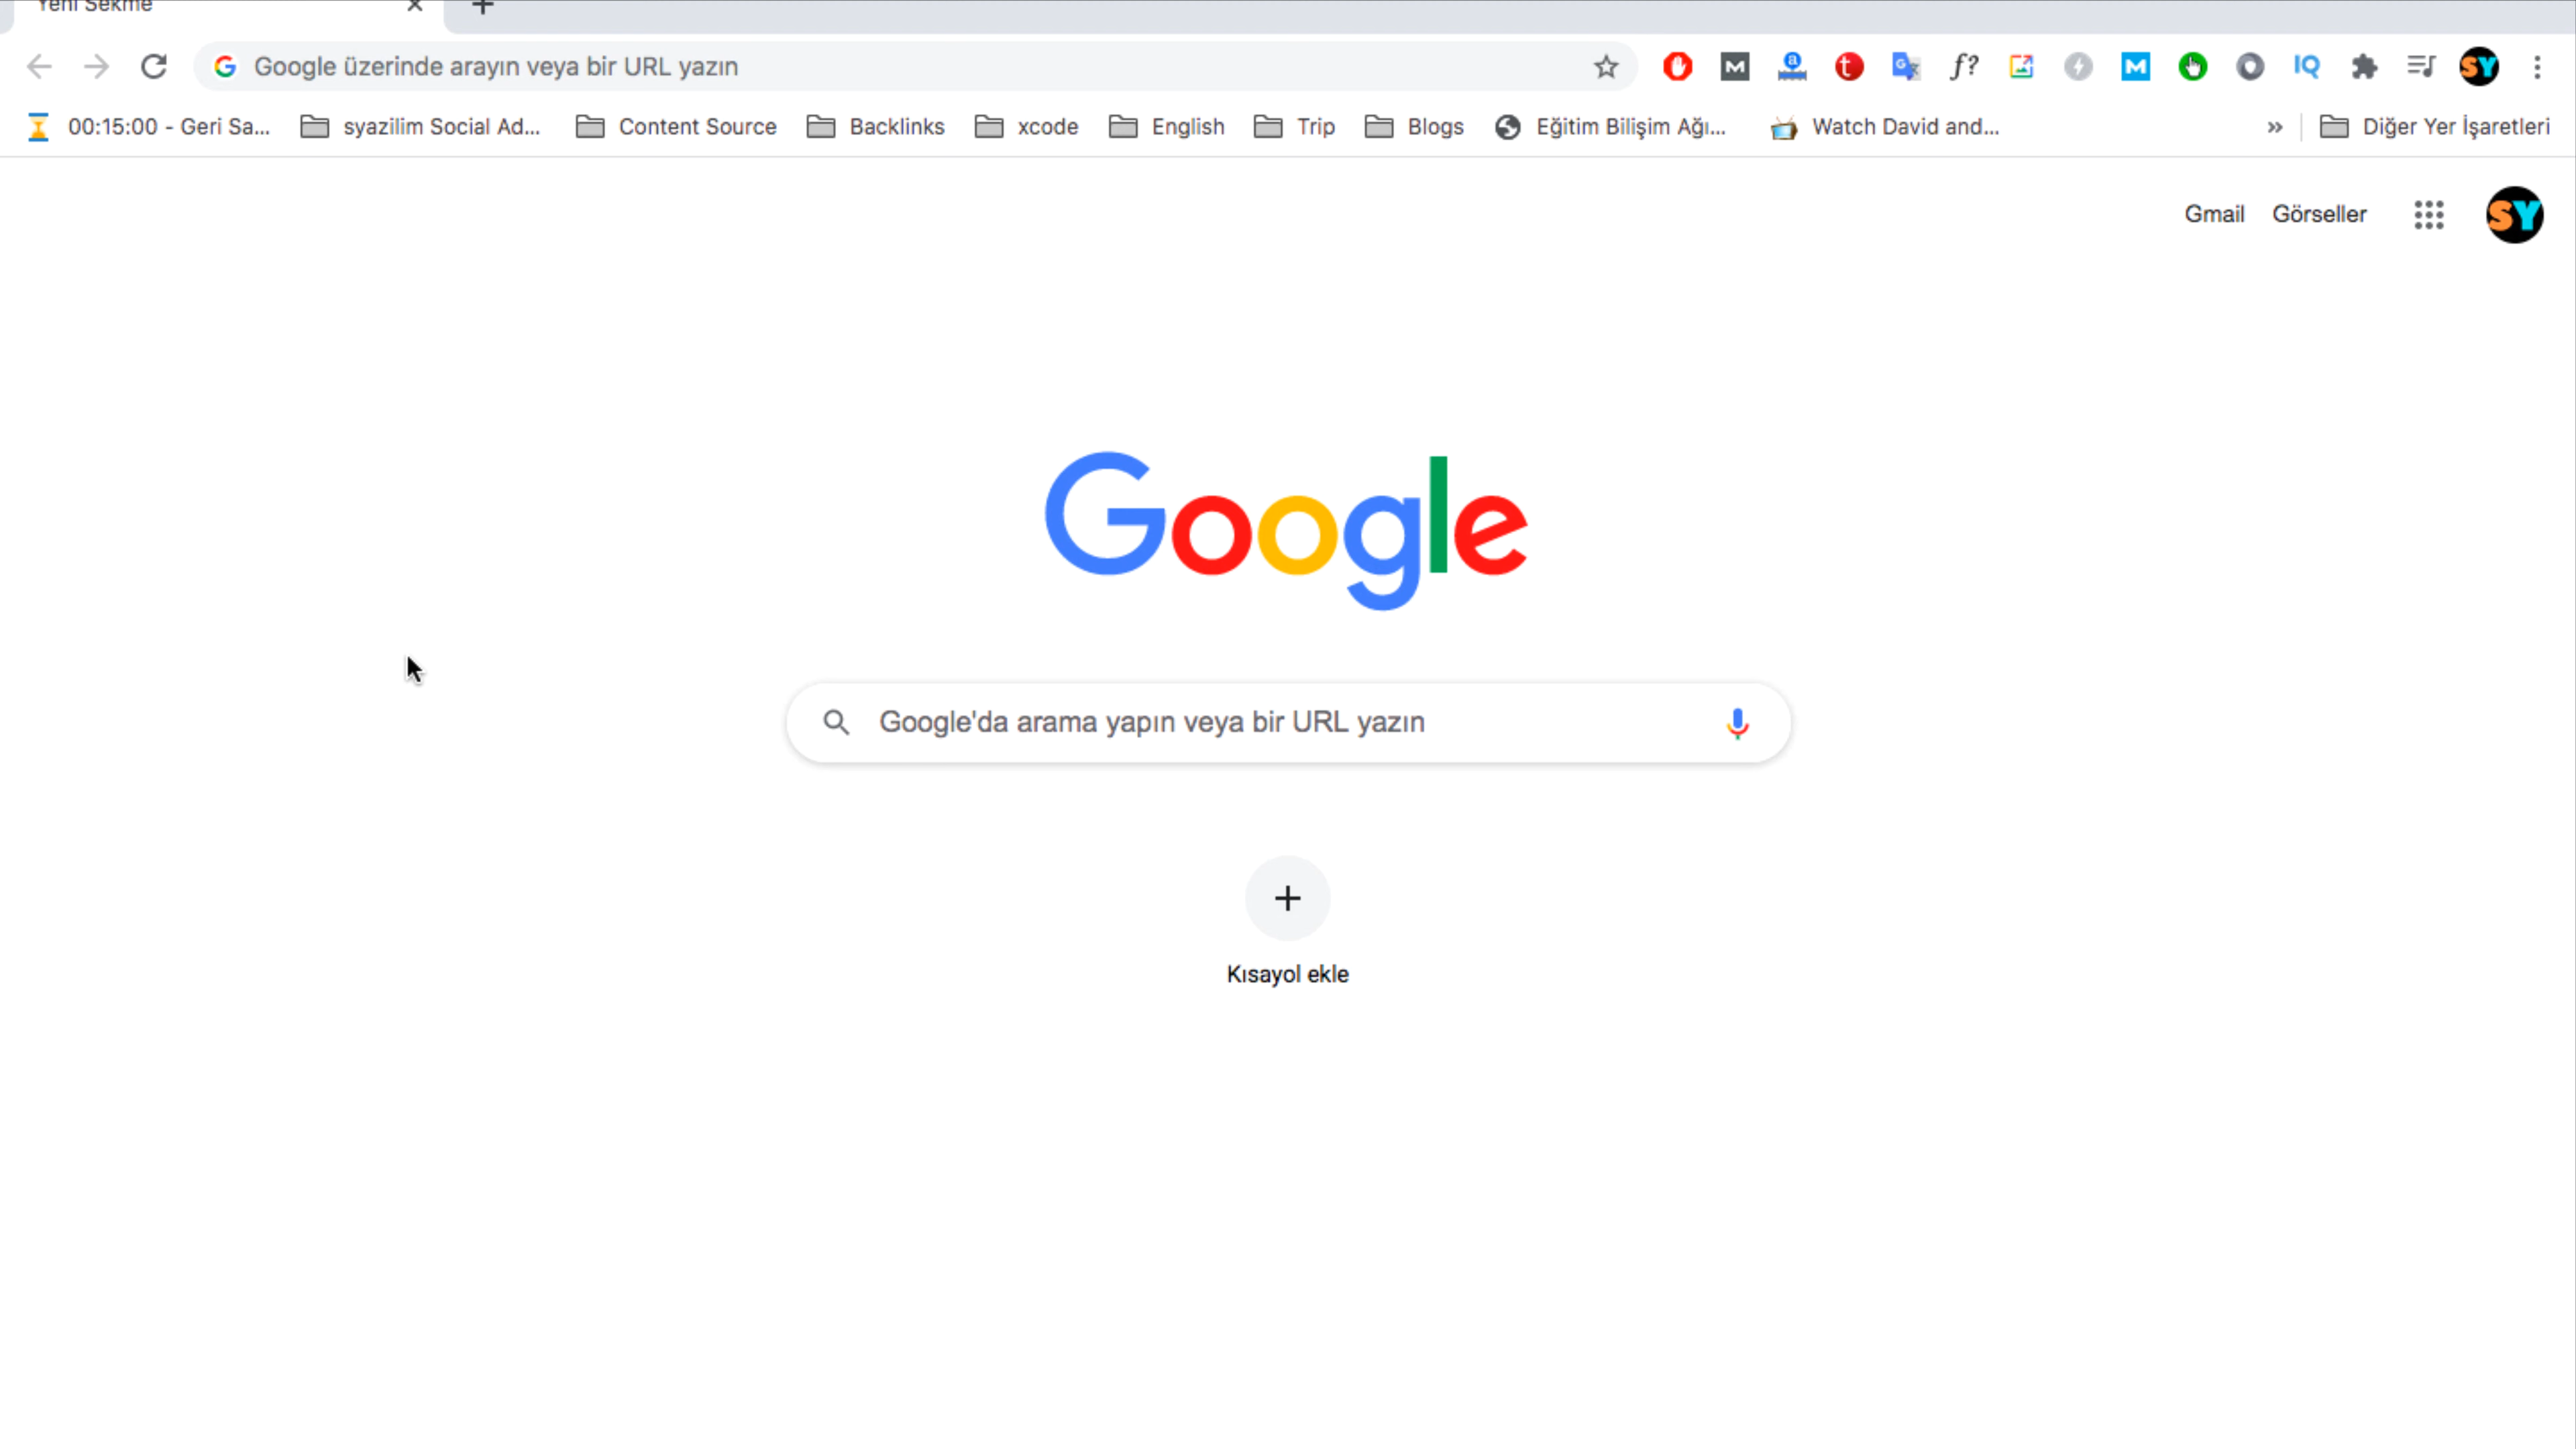 Yeni Sekme
Google üzerinde arayın veya bir URL yazın
00:15:00 - Geri Sa... syazilim Social Ad... Content Source Backlinks xcode English Trip Blogs Eğitim Bilişim Ağı... Watch David and... » Diğer Yer İşaretleri
Gmail Görseller SY
Google
Google'da arama yapın veya bir URL yazın
Kısayol ekle